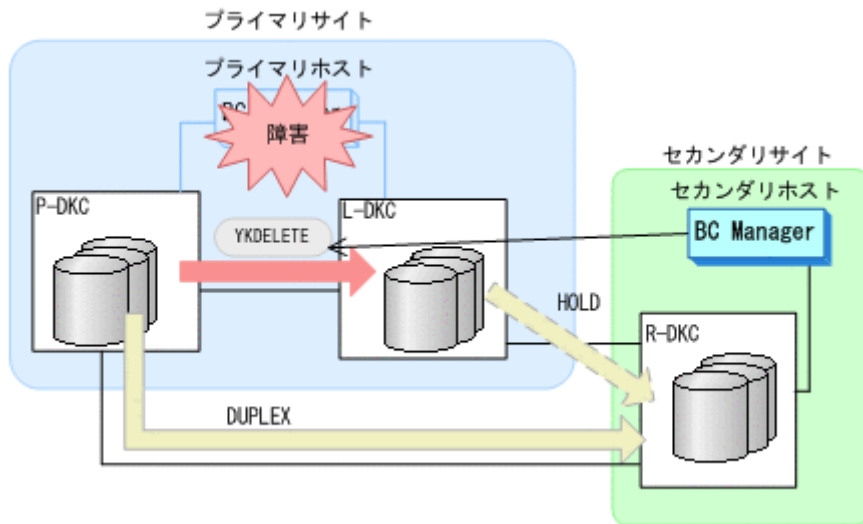 プライマリサイト
プライマリホスト
障害
セカンダリサイト
セカンダリホスト
P-DKC
L-DKC
YKDELETE
BC Manager
HOLD
R-DKC
DUPLEX